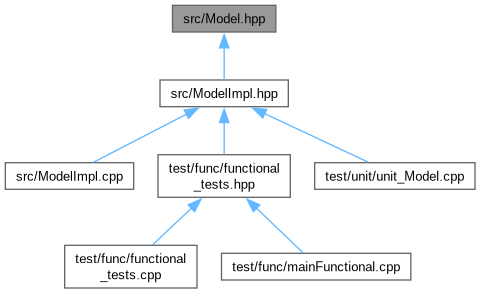 src/Model.hpp
src/ModelImpl.hpp
src/ModelImpl.cpp
test/func/functional
_tests.hpp
test/unit/unit_Model.cpp
test/func/functional
_tests.cpp
test/func/mainFunctional.cpp